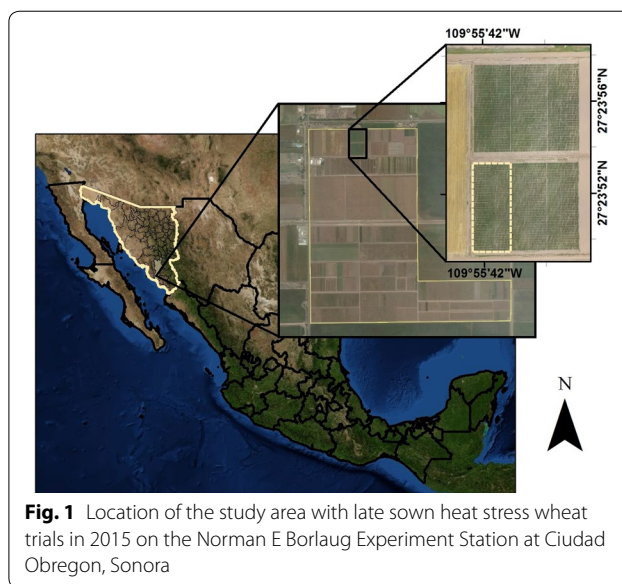 109°55'42"W
27°23'56"N
27°23'52"N
109°55'42"W
N
Fig. 1 Location of the study area with late sown heat stress wheat
trials in 2015 on the Norman E Borlaug Experiment Station at Ciudad
Obregon, Sonora